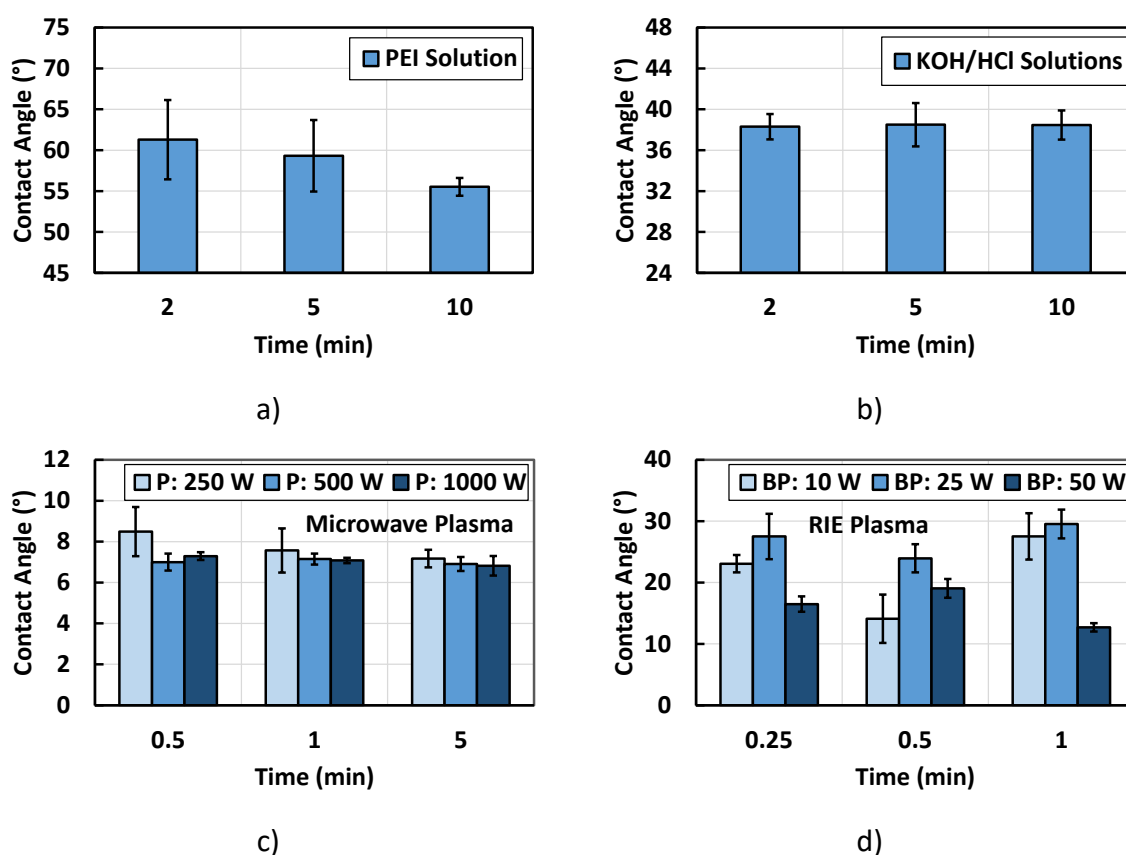 75
70
65
60
55
50
45
Contact Angle (°)
PEI Solution
2 5 10
Time (min)
a)
48
44
40
36
32
28
24
Contact Angle (°)
KOH/HCl Solutions
2 5 10
Time (min)
b)
12
10
8
6
4
2
0
Contact Angle (°)
P: 250 W P: 500 W P: 1000 W
Microwave Plasma
0.5 1 5
Time (min)
c)
40
30
20
10
0
Contact Angle (°)
BP: 10 W BP: 25 W BP: 50 W
RIE Plasma
0.25 0.5 1
Time (min)
d)